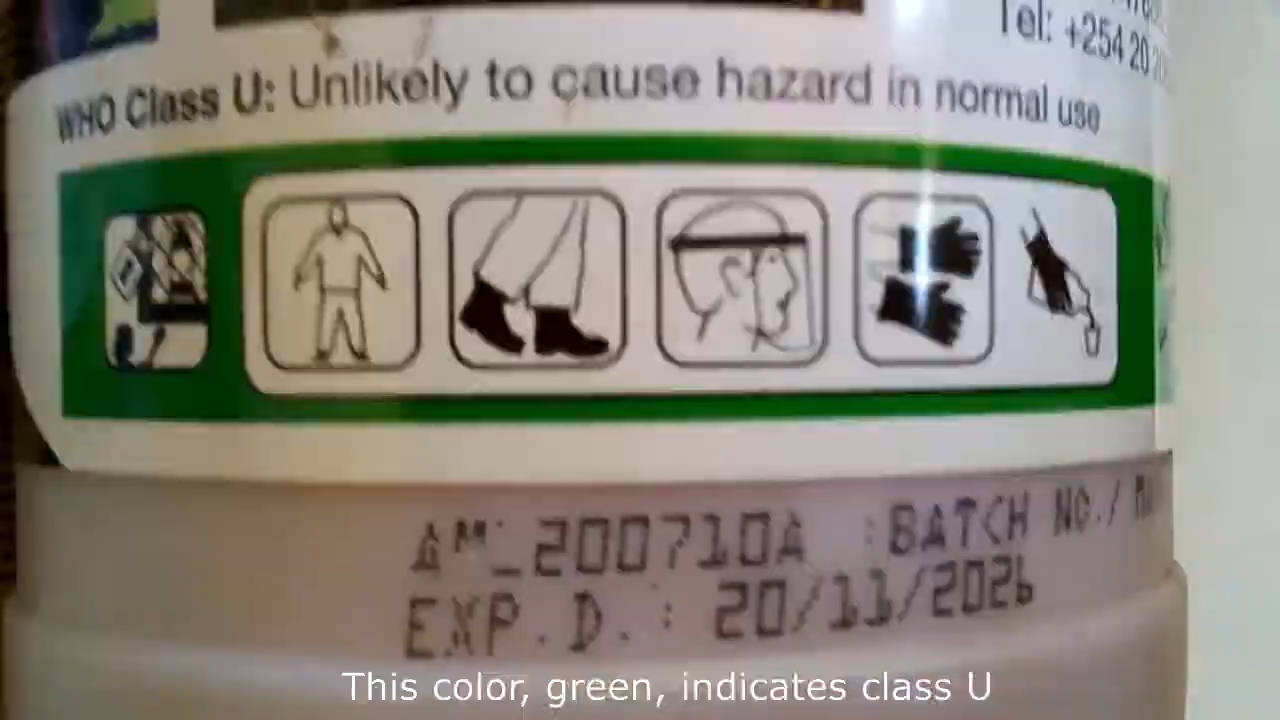 Tel: +254 20
WHO Class U: Unlikely to cause hazard in normal use
AM_200710A :BATCH NO./
EXP.D. : 20/11/2026
This color, green, indicates class U